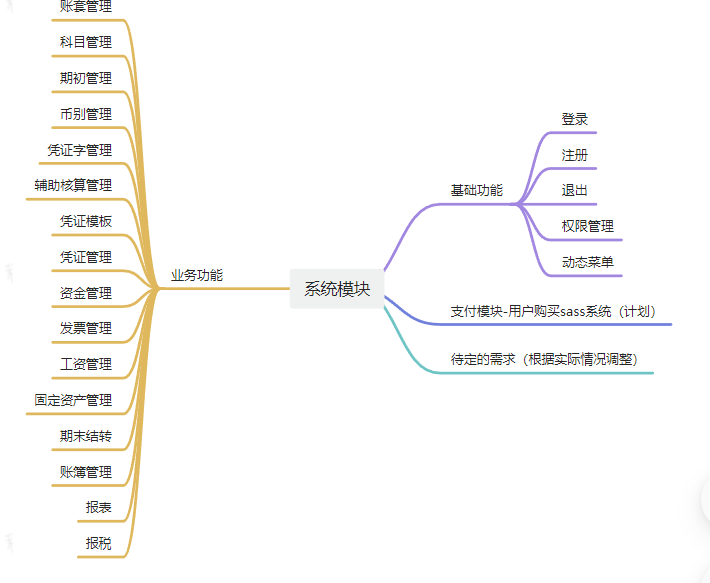 账套管理
科目管理
期初管理
币别管理
凭证字管理
辅助核算管理
凭证模板
凭证管理
资金管理
发票管理
工资管理
固定资产管理
期末结转
账簿管理
报表
报税
业务功能
系统模块
基础功能
登录
注册
退出
权限管理
动态菜单
支付模块-用户购买sass系统（计划）
待定的需求（根据实际情况调整）